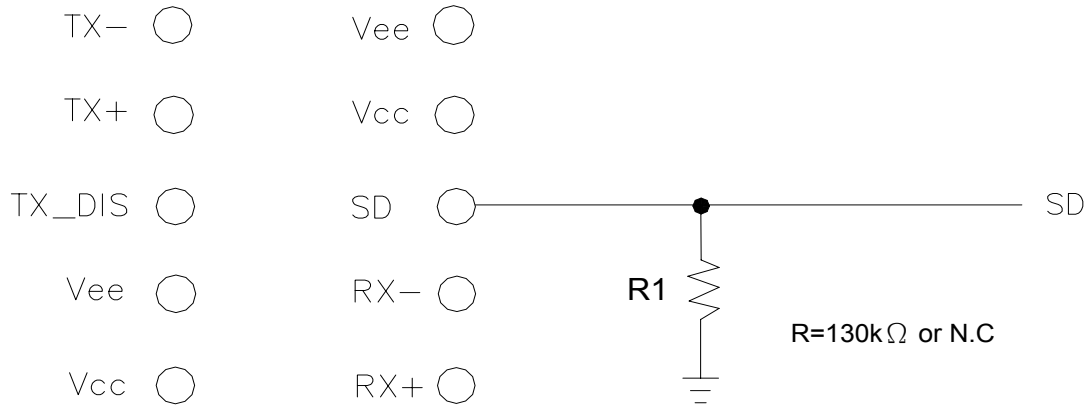 TX− Vee
TX+ Vcc
TX_DIS SD SD
Vee RX− R1
R=130kΩ or N.C
Vcc RX+